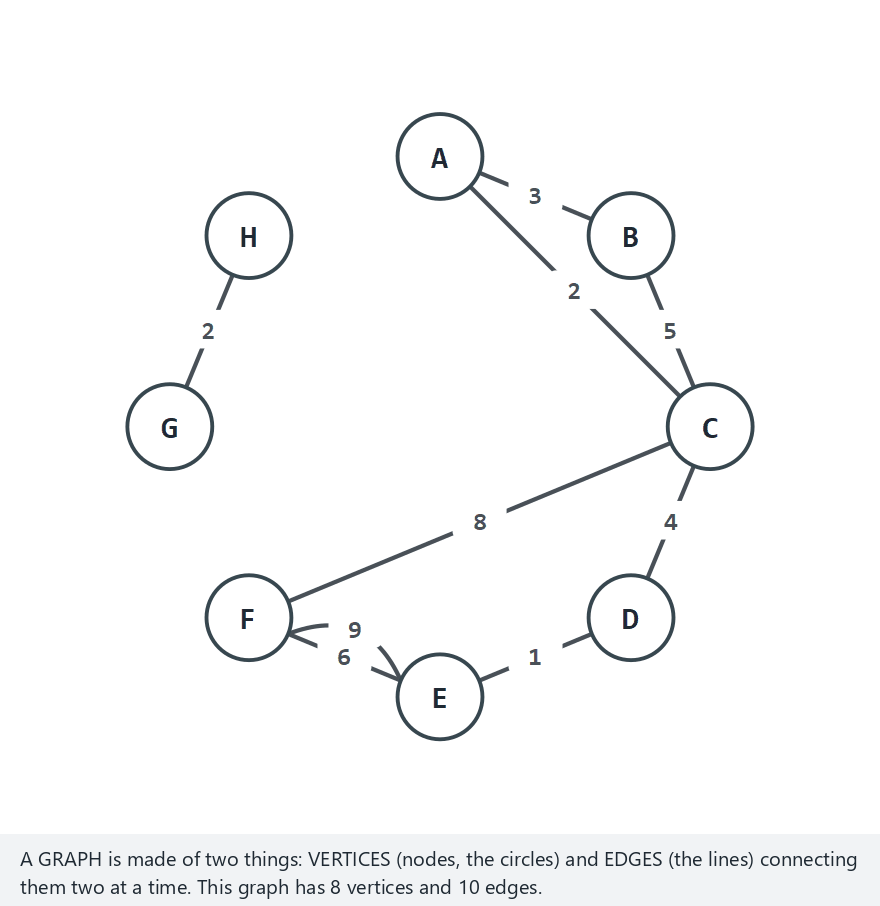 A
3
H
B
2
2
5
G
C
8
4
F
9
D
6
1
E
A GRAPH is made of two things: VERTICES (nodes, the circles) and EDGES (the lines) connecting
them two at a time. This graph has 8 vertices and 10 edges.